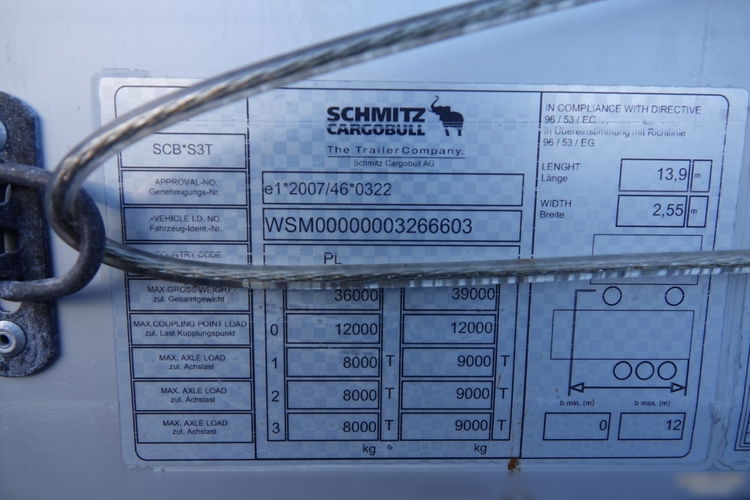 SCHMITZ
CARGOBULL
The TrailerCompany.
Schmitz Cargobull AG
SCB*S3T
APPROVAL-NO.
Genehmigungs-Nr.
e1*2007/46*0322
VEHICLE I.D. NO.
Fahrzeug-Ident.-Nr.
WSM00000003266603
COUNTRY CODE
PL
MAX. GROSS WEIGHT
zul. Gesamtgewicht
36000 39000
MAX.COUPLING POINT LOAD
zul. Last Kupplungspunkt
0 12000 12000
MAX. AXLE LOAD
zul. Achslast
1 8000 T 9000 T
MAX. AXLE LOAD
zul. Achslast
2 8000 T 9000 T
MAX. AXLE LOAD
zul. Achslast
3 8000 T 9000 T
kg kg
IN COMPLIANCE WITH DIRECTIVE
96 / 53 / EC
In Übereinstimmung mit Richtlinie
96 / 53 / EG
LENGHT
Länge
13,9 m
WIDTH
Breite
2,55 m
b min. (m) b max. (m)
0 12